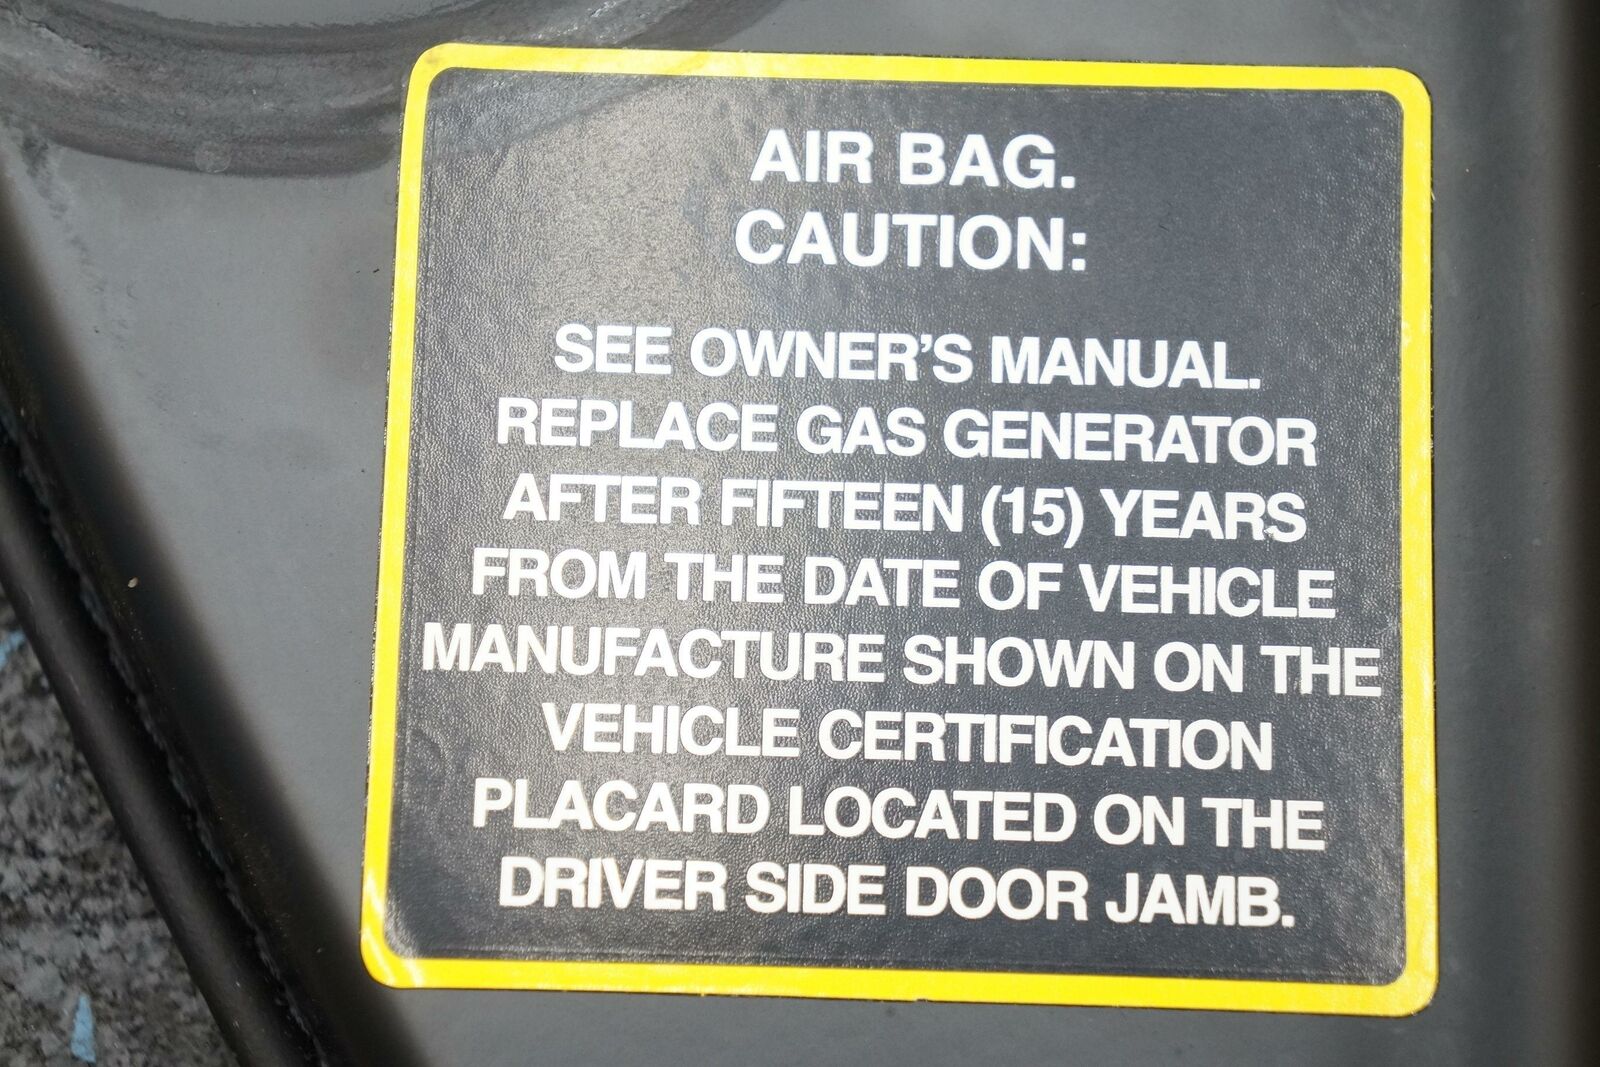 AIR BAG.
CAUTION:
SEE OWNER'S MANUAL.
REPLACE GAS GENERATOR
AFTER FIFTEEN (15) YEARS
FROM THE DATE OF VEHICLE
MANUFACTURE SHOWN ON THE
VEHICLE CERTIFICATION
PLACARD LOCATED ON THE
DRIVER SIDE DOOR JAMB.